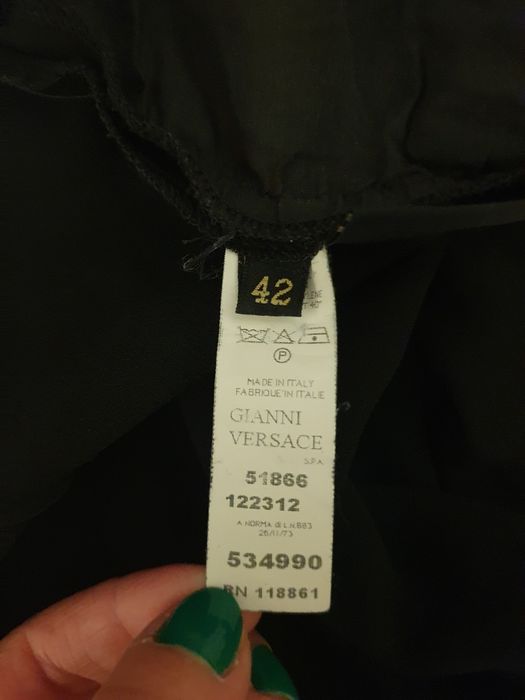 42
P
MADE IN ITALY
FABRIQUE'IN ITALIE
GIANNI
VERSACE
S.P.A.
51866
122312
A NORMA di L.N.883
26/11/73
534990
RN 118861